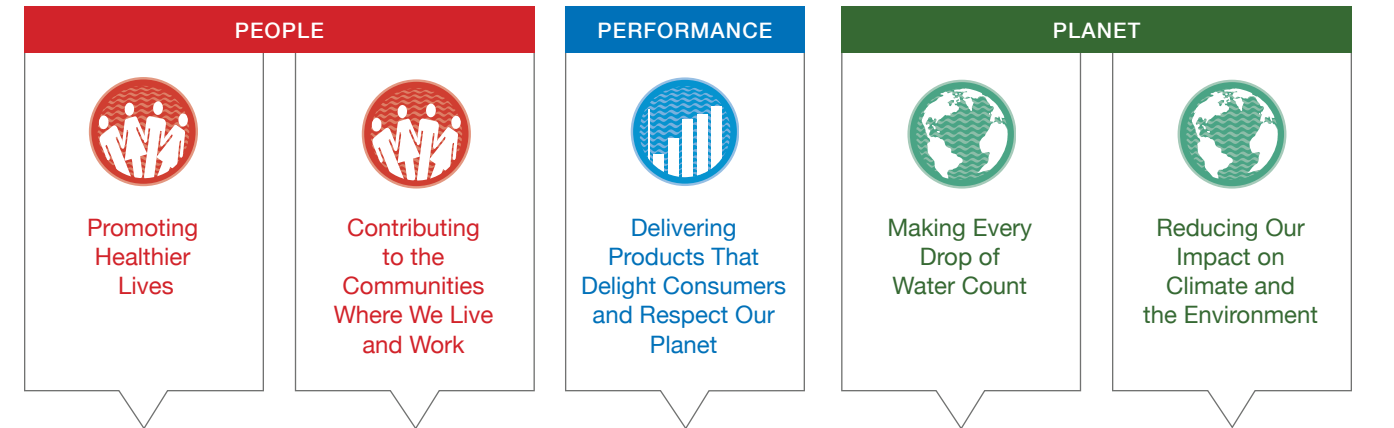 PEOPLE
Promoting
Healthier
Lives
Contributing
to the
Communities
Where We Live
and Work
PERFORMANCE
Delivering
Products That
Delight Consumers
and Respect Our
Planet
PLANET
Making Every
Drop of
Water Count
Reducing Our
Impact on
Climate and
the Environment